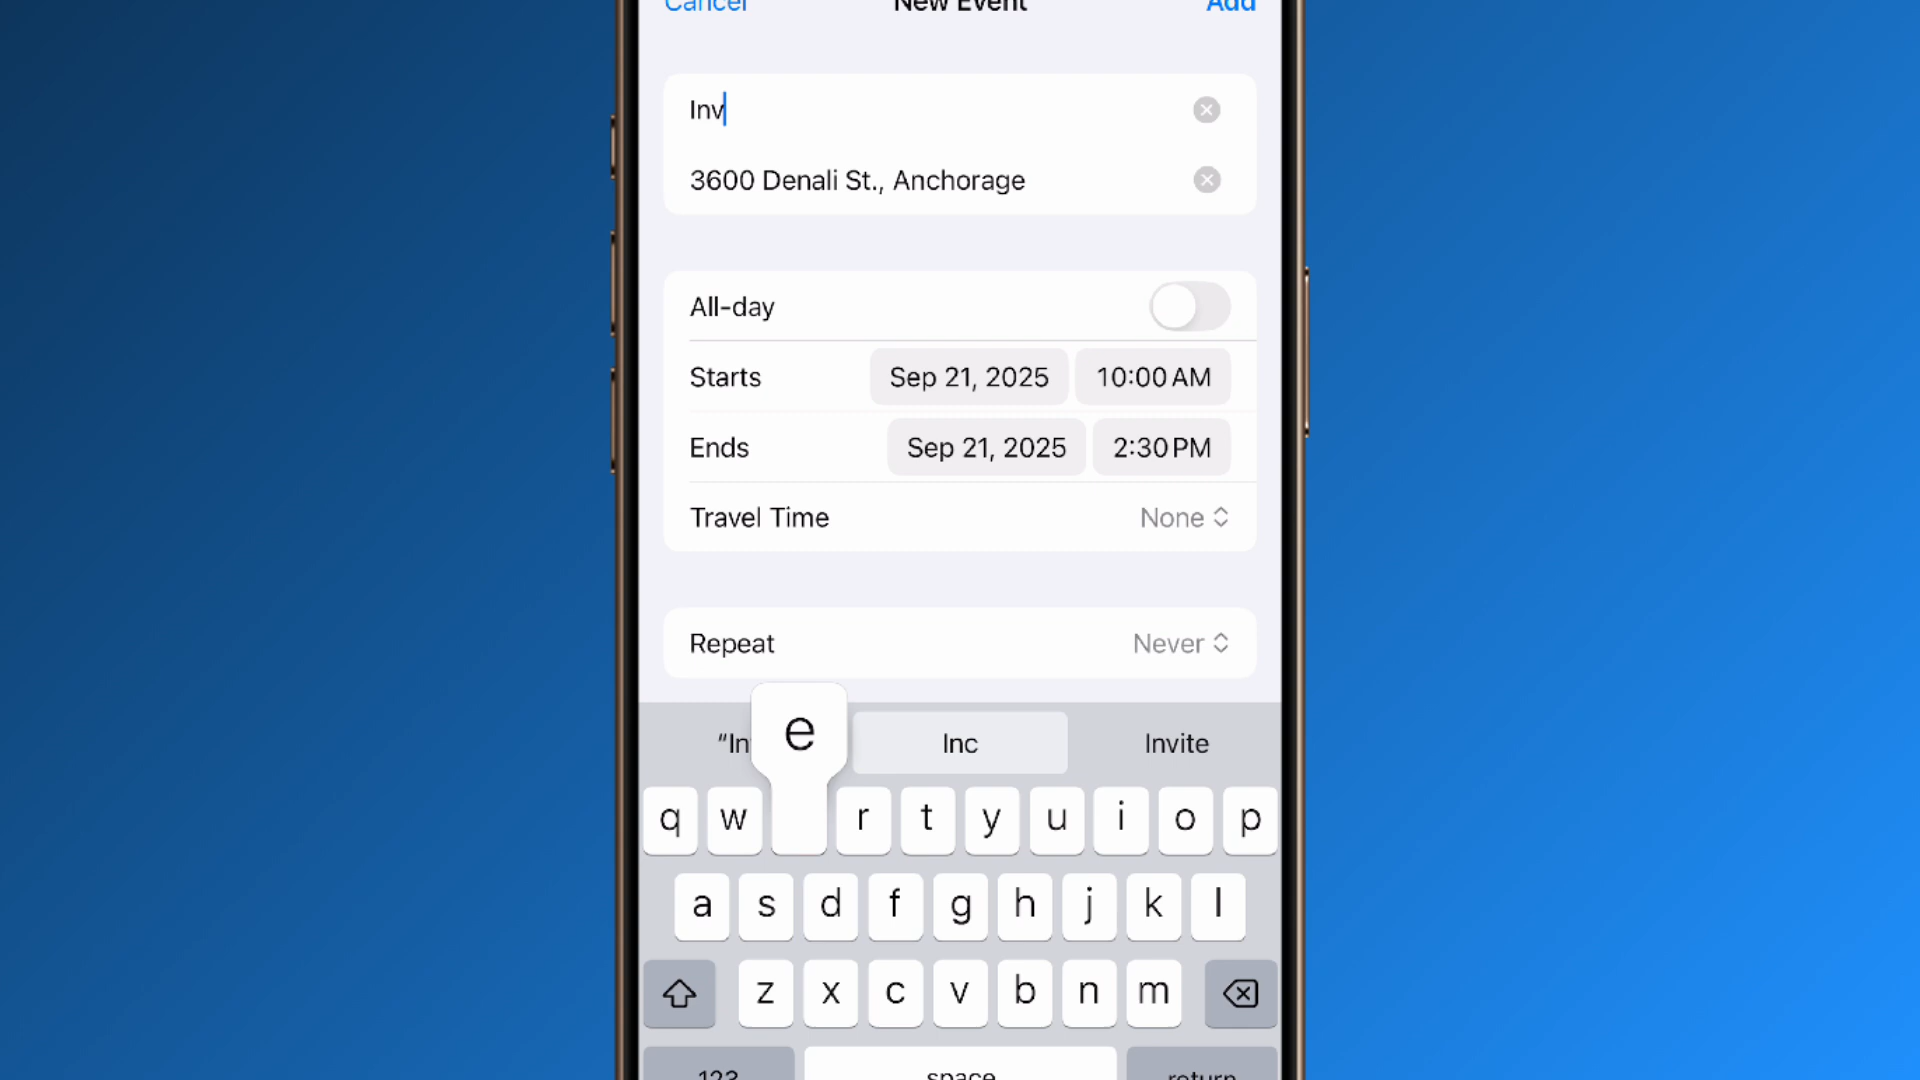 Cancel New Event Add
Inv
3600 Denali St., Anchorage
All-day
Starts Sep 21, 2025 10:00 AM
Ends Sep 21, 2025 2:30 PM
Travel Time None
Repeat Never
“In e Inc Invite
q w r t y u i o p
a s d f g h j k l
z x c v b n m
123 space return